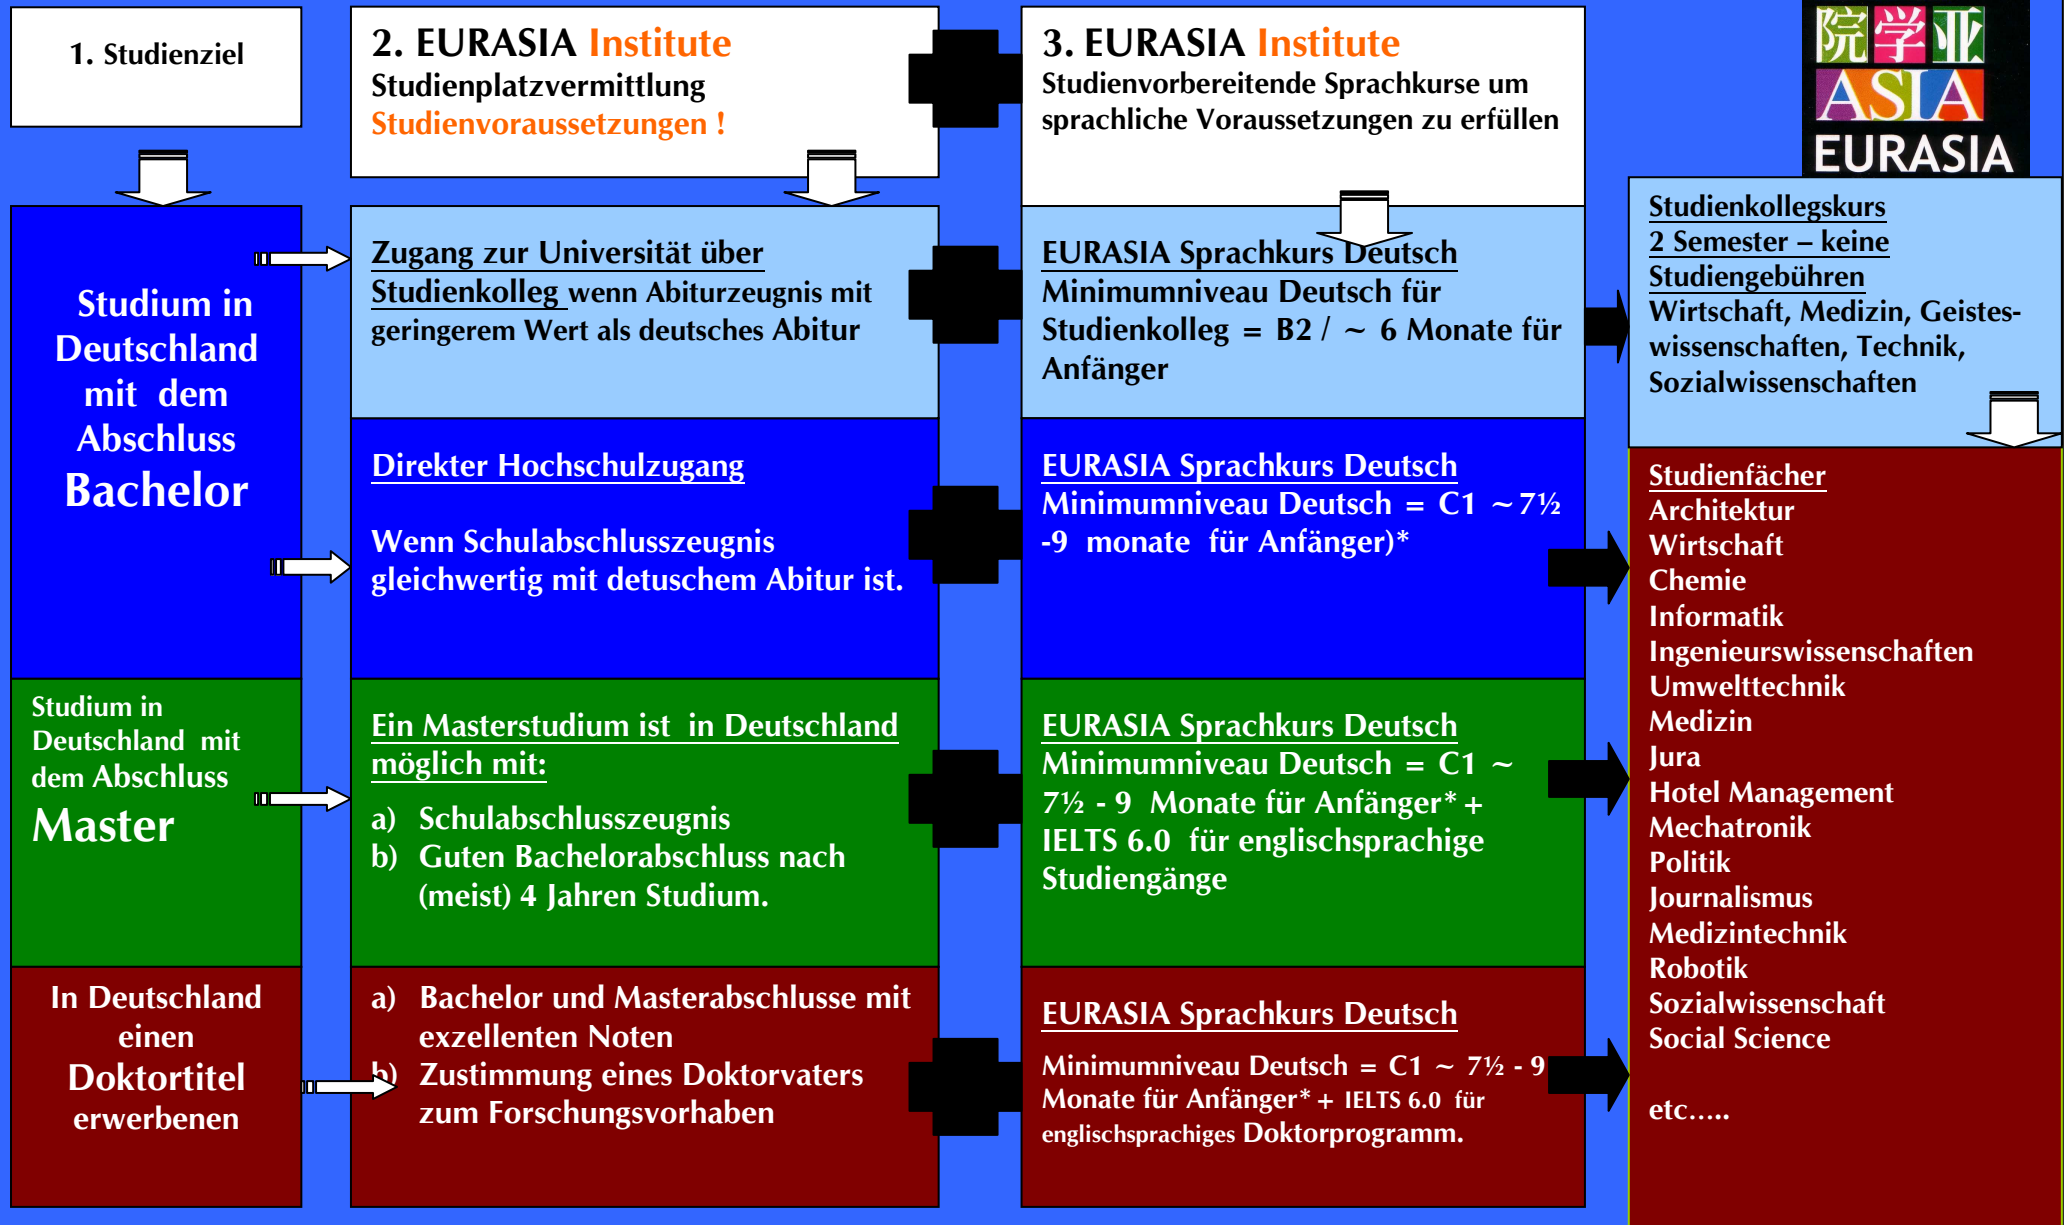 1. Studienziel
2. EURASIA Institute
Studienplatzvermittlung
Studienvoraussetzungen !
3. EURASIA Institute
Studienvorbereitende Sprachkurse um
sprachliche Voraussetzungen zu erfüllen
院学亚
ASIA
EURASIA
Studium in
Deutschland
mit dem
Abschluss
Bachelor
Zugang zur Universität über
Studienkolleg wenn Abiturzeugnis mit
geringerem Wert als deutsches Abitur
EURASIA Sprachkurs Deutsch
Minimumniveau Deutsch für
Studienkolleg = B2 / ~ 6 Monate für
Anfänger
Studienkollegskurs
2 Semester – keine
Studiengebühren
Wirtschaft, Medizin, Geistes-
wissenschaften, Technik,
Sozialwissenschaften
Direkter Hochschulzugang
Wenn Schulabschlusszeugnis
gleichwertig mit detuschem Abitur ist.
EURASIA Sprachkurs Deutsch
Minimumniveau Deutsch = C1 ~7½
-9 monate für Anfänger)*
Studium in
Deutschland mit
dem Abschluss
Master
Ein Masterstudium ist in Deutschland
möglich mit:
a) Schulabschlusszeugnis
b) Guten Bachelorabschluss nach
(meist) 4 Jahren Studium.
EURASIA Sprachkurs Deutsch
Minimumniveau Deutsch = C1 ~
7½ - 9 Monate für Anfänger* +
IELTS 6.0 für englischsprachige
Studiengänge
In Deutschland
einen
Doktortitel
erwerbenen
a) Bachelor und Masterabschlusse mit
exzellenten Noten
b) Zustimmung eines Doktorvaters
zum Forschungsvorhaben
EURASIA Sprachkurs Deutsch
Minimumniveau Deutsch = C1 ~ 7½ - 9
Monate für Anfänger* + IELTS 6.0 für
englischsprachiges Doktorprogramm.
Studienfächer
Architektur
Wirtschaft
Chemie
Informatik
Ingenieurswissenschaften
Umwelttechnik
Medizin
Jura
Hotel Management
Mechatronik
Politik
Journalismus
Medizintechnik
Robotik
Sozialwissenschaft
Social Science
etc.....